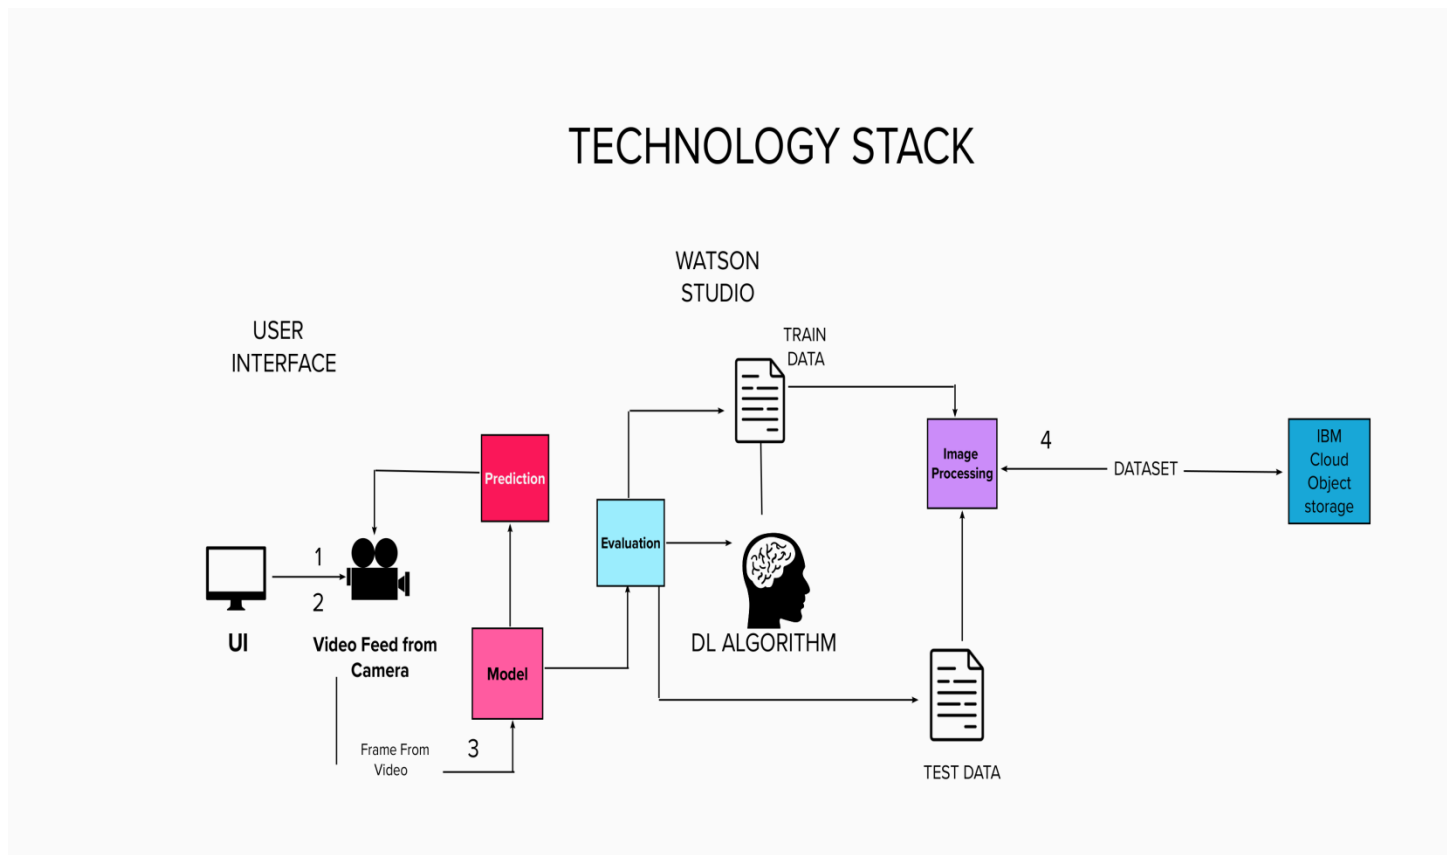 TECHNOLOGY STACK
WATSON
STUDIO
USER
INTERFACE
TRAIN
DATA
Prediction
Image
Processing
4
DATASET
IBM
Cloud
Object
storage
Evaluation
1
2
UI
Video Feed from
Camera
Model
DL ALGORITHM
Frame From
Video
3
TEST DATA